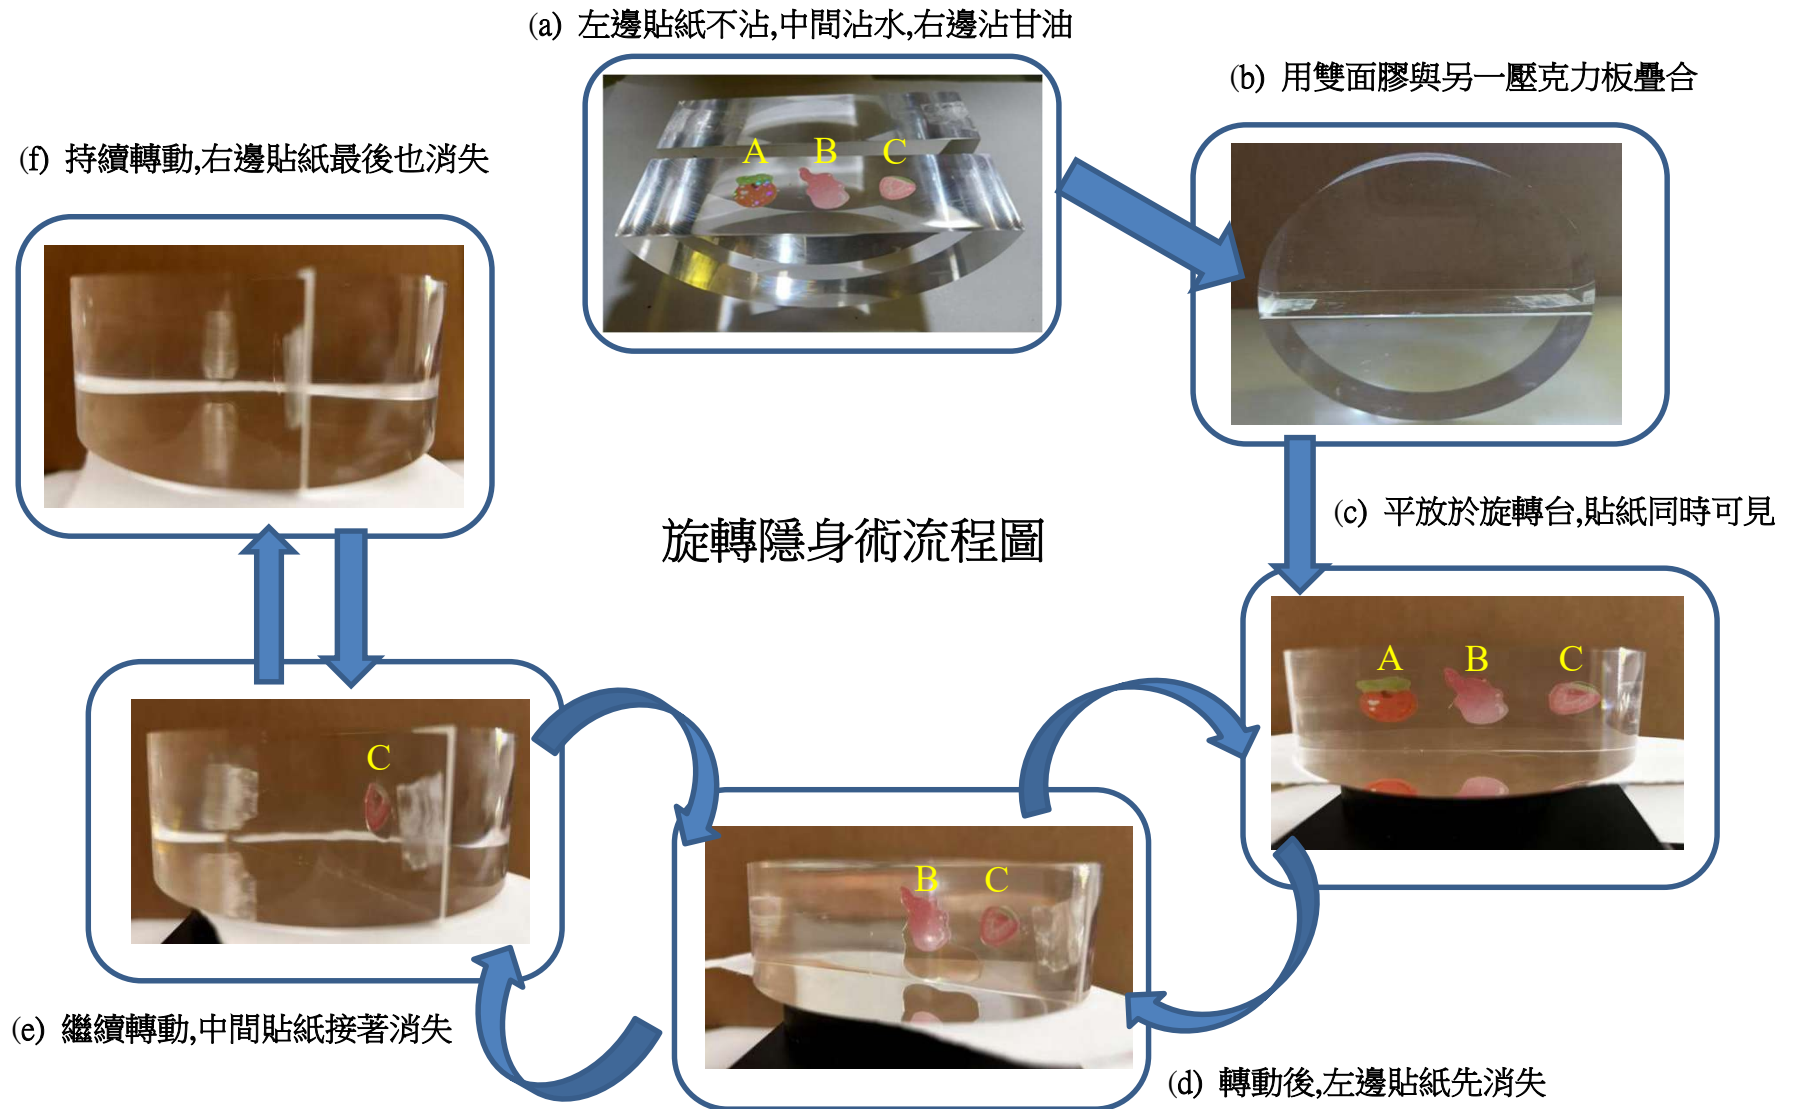 (a) 左邊貼紙不沾,中間沾水,右邊沾甘油
A B C
(b) 用雙面膠與另一壓克力板疊合
(c) 平放於旋轉台,貼紙同時可見
A B C
(d) 轉動後,左邊貼紙先消失
B C
(e) 繼續轉動,中間貼紙接著消失
C
(f) 持續轉動,右邊貼紙最後也消失
旋轉隱身術流程圖